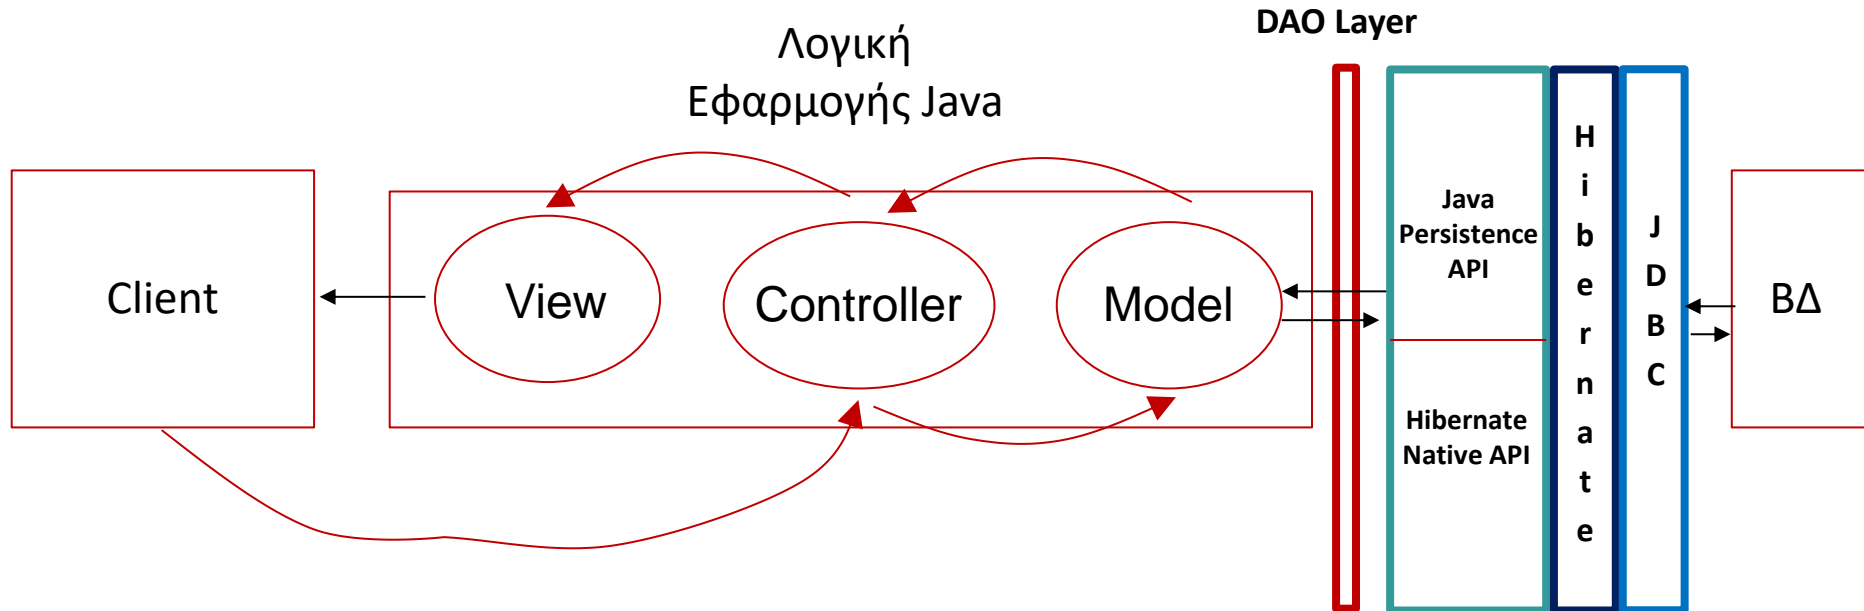 DAO Layer
Λογική
Εφαρμογής Java
Client
View
Controller
Model
Java
Persistence
API
Hibernate
Native API
H
i
b
e
r
n
a
t
e
J
D
B
C
ΒΔ